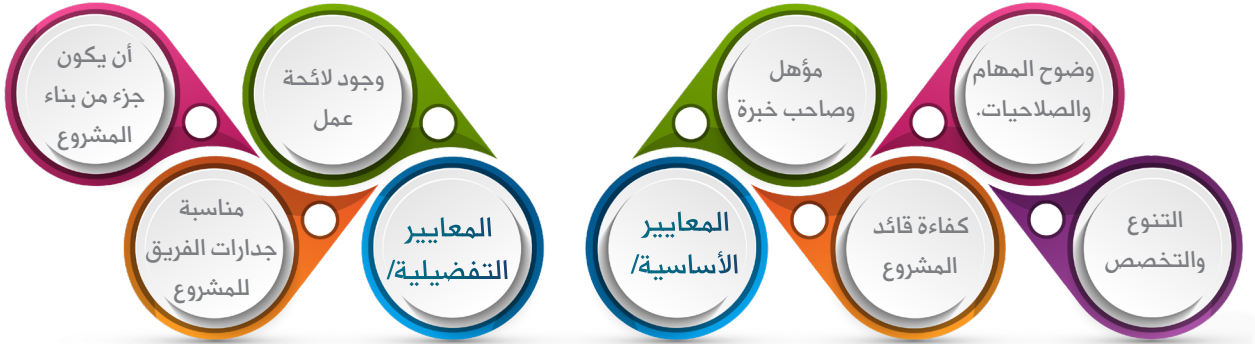 المعايير
الأساسية/
مؤهل
وصاحب خبرة
كفاءة قائد
المشروع
وضوح المهام
والصلاحيات.
التنوع
والتخصص
المعايير
التفضيلية/
وجود لائحة
عمل
مناسبة
جدارات الفريق
للمشروع
أن يكون
جزء من بناء
المشروع